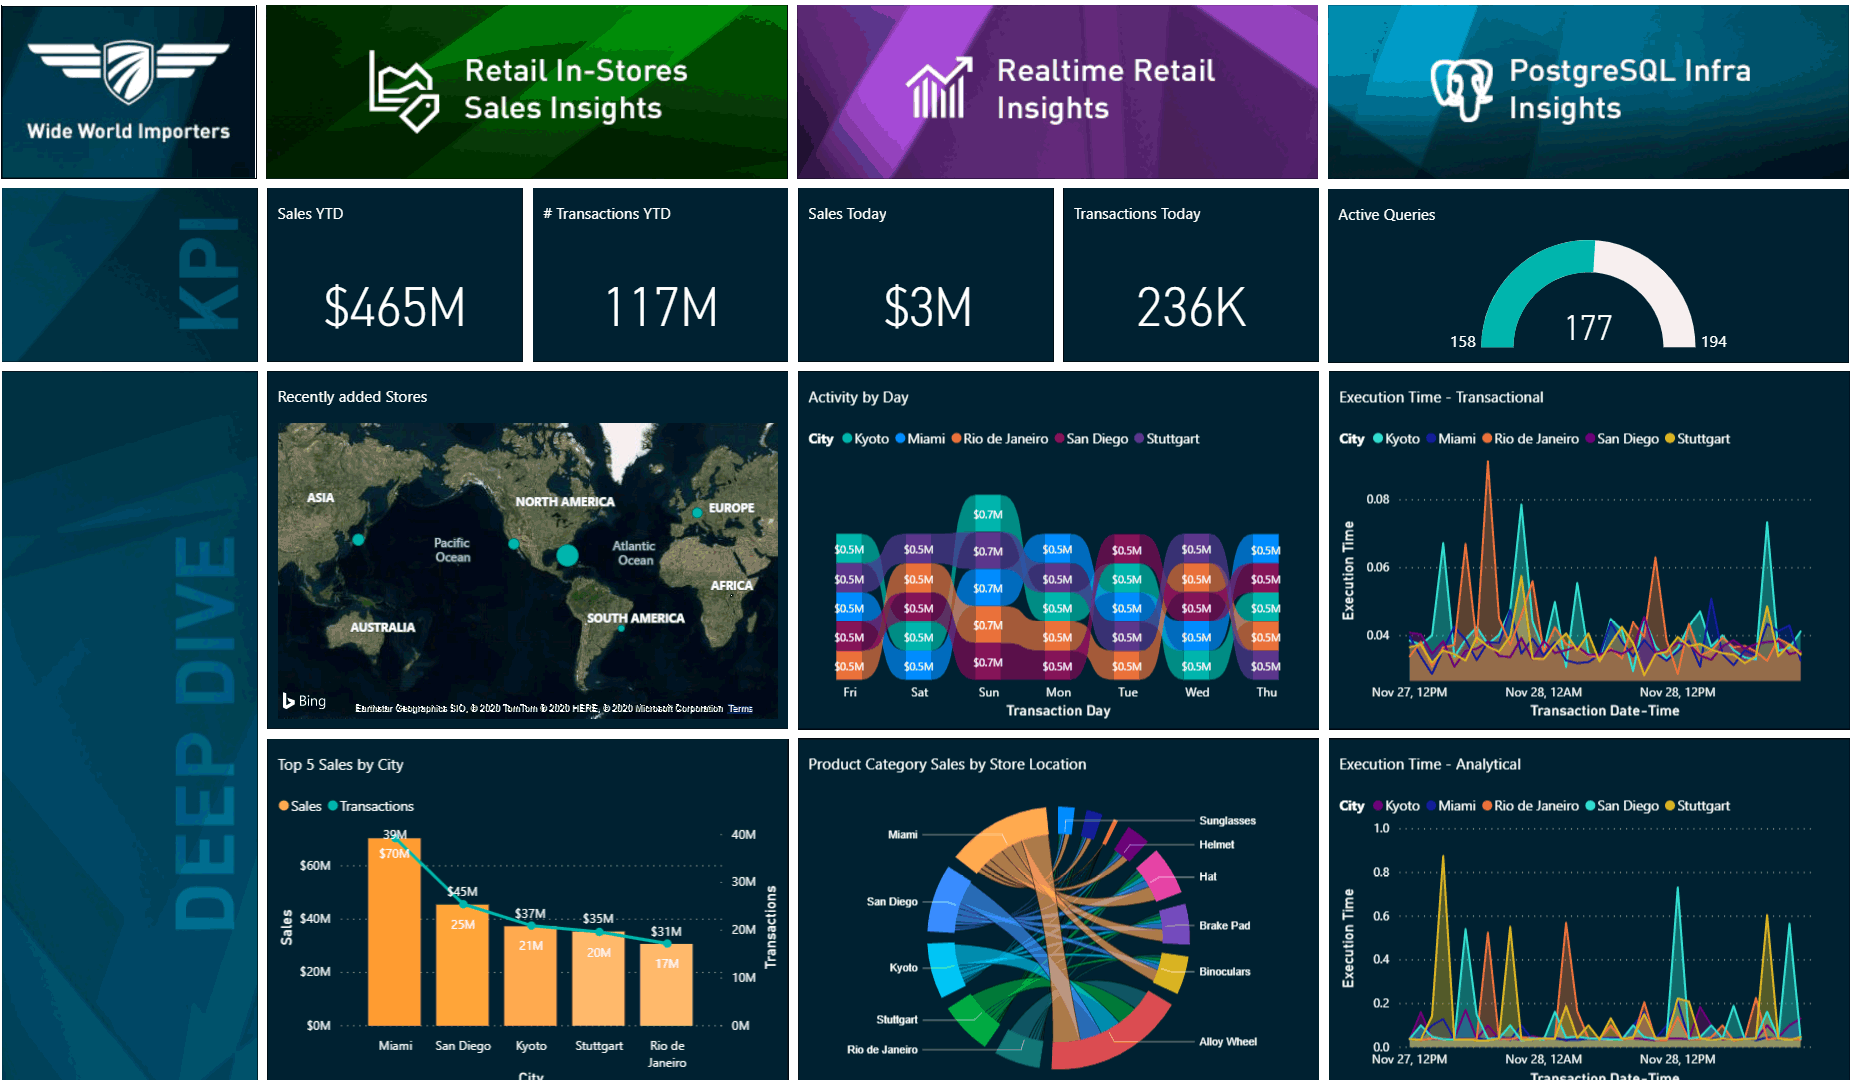 Wide World Importers
Retail In-Stores
Sales Insights
Realtime Retail
Insights
PostgreSQL Infra
Insights
KPI
Sales YTD
$465M
# Transactions YTD
117M
Sales Today
$3M
Transactions Today
236K
Active Queries
177
158
194
DEEP DIVE
Recently added Stores
ASIA
NORTH AMERICA
EUROPE
Pacific
Ocean
Atlantic
Ocean
AFRICA
SOUTH AMERICA
AUSTRALIA
Bing
Earthstar Geographics SIO, © 2020 TomTom © 2020 HERE, © 2020 Microsoft Corporation Terms
Activity by Day
City Kyoto Miami Rio de Janeiro San Diego Stuttgart
$0.7M
$0.5M $0.5M $0.7M $0.5M $0.5M $0.5M $0.5M
$0.5M $0.5M $0.7M $0.5M $0.5M $0.5M $0.5M
$0.5M $0.5M $0.7M $0.5M $0.5M $0.5M $0.5M
$0.5M $0.5M $0.7M $0.5M $0.5M $0.5M $0.5M
$0.5M $0.5M $0.5M $0.5M $0.5M $0.5M
Fri Sat Sun Mon Tue Wed Thu
Transaction Day
Execution Time - Transactional
City Kyoto Miami Rio de Janeiro San Diego Stuttgart
0.08
0.06
0.04
Execution Time
Nov 27, 12PM Nov 28, 12AM Nov 28, 12PM
Transaction Date-Time
Top 5 Sales by City
Sales Transactions
$60M
$40M
$20M
$0M
Sales
39M
$70M
$45M
25M
$37M
21M
$35M
20M
$31M
17M
40M
30M
20M
10M
0M
Transactions
Miami San Diego Kyoto Stuttgart Rio de
Janeiro
City
Product Category Sales by Store Location
Miami
San Diego
Kyoto
Stuttgart
Rio de Janeiro
Sunglasses
Helmet
Hat
Brake Pad
Binoculars
Alloy Wheel
Execution Time - Analytical
City Kyoto Miami Rio de Janeiro San Diego Stuttgart
1.0
0.8
0.6
0.4
0.2
0.0
Execution Time
Nov 27, 12PM Nov 28, 12AM Nov 28, 12PM
Transaction Date-Time